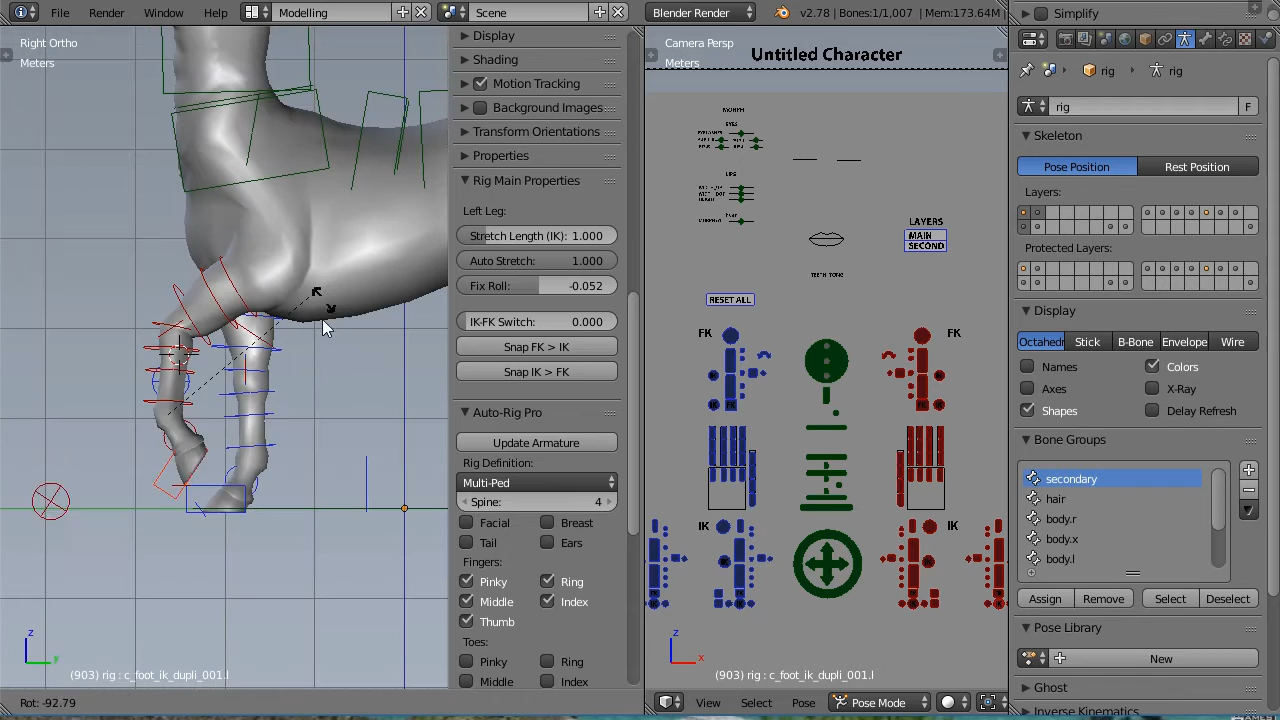 File Render Window Help Modelling Scene Blender Render v2.78 | Bones:1/1,007 | Mem:173.64M
Simplify
Right Ortho
Meters
Display
Shading
Motion Tracking
Background Images
Transform Orientations
Properties
Rig Main Properties
Left Leg:
Stretch Length (IK): 1.000
Auto Stretch: 1.000
Fix Roll: -0.052
IK-FK Switch: 0.000
Snap FK > IK
Snap IK > FK
Auto-Rig Pro
Update Armature
Rig Definition:
Multi-Ped
Spine: 4
Facial Breast
Tail Ears
Fingers:
Pinky Ring
Middle Index
Thumb
Toes:
Pinky Ring
Middle Index
(903) rig : c_foot_ik_dupli_001.l
Rot: -92.79
Camera Persp
Meters
Untitled Character
MORPH
EYES
LIPS
LAYERS
MAIN
SECOND
RESET ALL
FK FK
IK FK
IK IK
(903) rig : c_foot_ik_dupli_001.l
View Select Pose Pose Mode
rig rig
rig F
Skeleton
Pose Position Rest Position
Layers:
Protected Layers:
Display
Octahedr Stick B-Bone Envelope Wire
Names Colors
Axes X-Ray
Shapes Delay Refresh
Bone Groups
secondary
hair
body.r
body.x
body.l
Assign Remove Select Deselect
Pose Library
New
Ghost
Inverse Kinematics